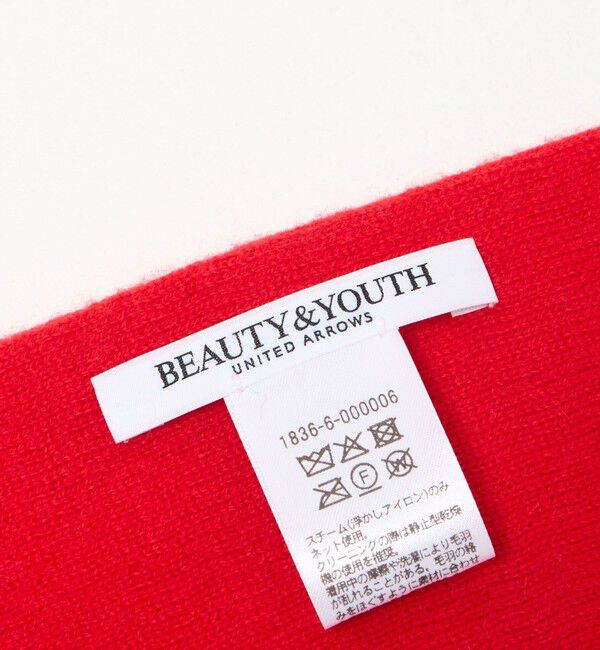 BEAUTY&YOUTH
UNITED ARROWS
1836-6-000006
F W
スチーム(浮かしアイロン)のみ
ネット使用。
クリーニングの際は静止型乾燥
機の使用を推奨。
着用中の摩擦や洗濯により毛羽
が乱れることがある。毛羽の絡
みをほぐすように素材に合わせ